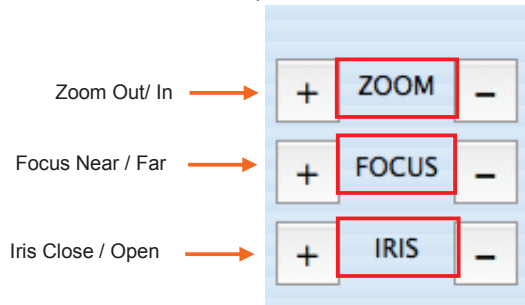 Zoom Out/ In + ZOOM –
Focus Near / Far + FOCUS –
Iris Close / Open + IRIS –